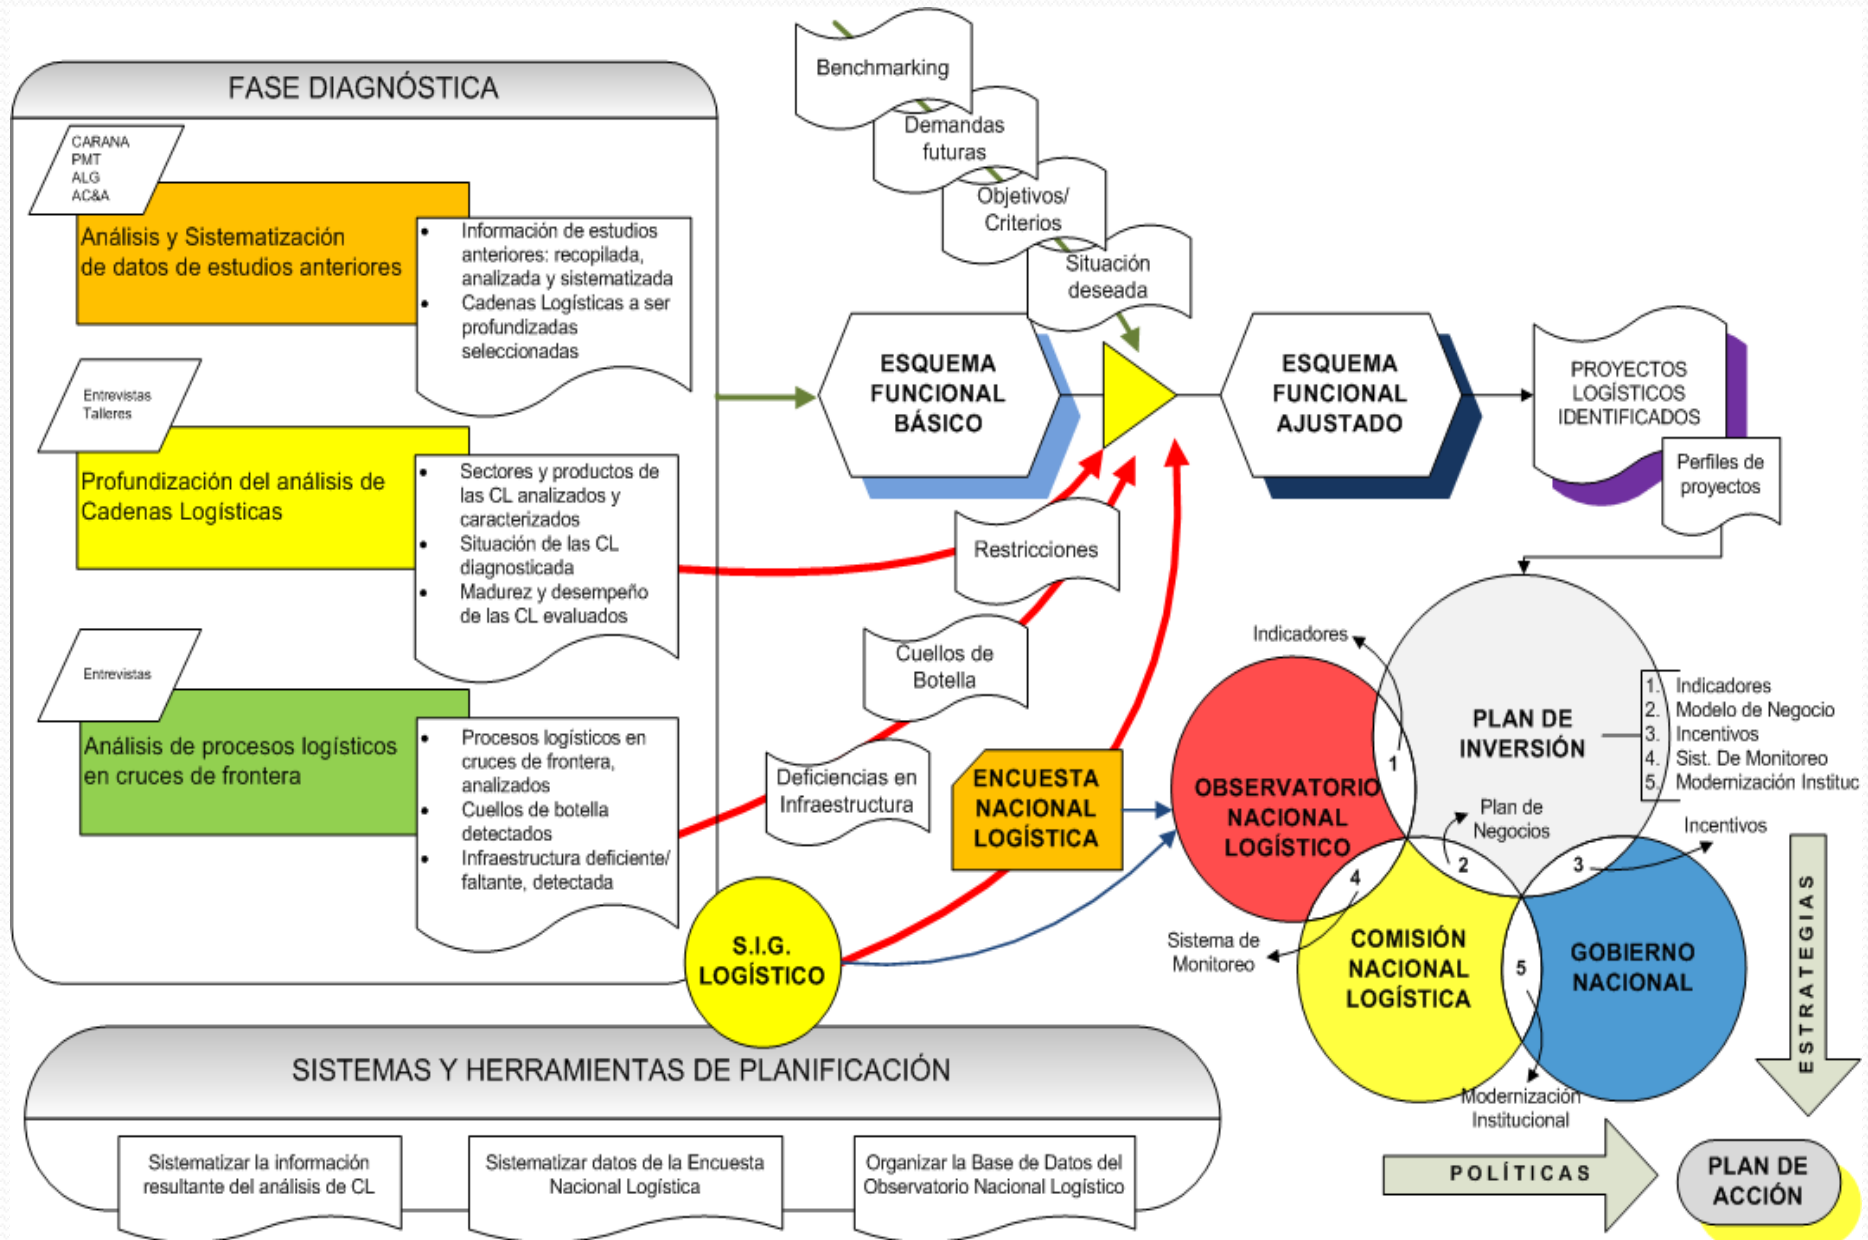 FASE DIAGNÓSTICA
CARANA
PMT
ALG
AC&A
Análisis y Sistematización
de datos de estudios anteriores
• Información de estudios
anteriores: recopilada,
analizada y sistematizada
• Cadenas Logísticas a ser
profundizadas
seleccionadas
Entrevistas
Talleres
Profundización del análisis de
Cadenas Logísticas
• Sectores y productos de
las CL analizados y
caracterizados
• Situación de las CL
diagnosticada
• Madurez y desempeño
de las CL evaluados
Entrevistas
Análisis de procesos logísticos
en cruces de frontera
• Procesos logísticos en
cruces de frontera,
analizados
• Cuellos de botella
detectados
• Infraestructura deficiente/
faltante, detectada
Benchmarking
Demandas
futuras
Objetivos/
Criterios
Situación
deseada
ESQUEMA
FUNCIONAL
BÁSICO
ESQUEMA
FUNCIONAL
AJUSTADO
PROYECTOS
LOGÍSTICOS
IDENTIFICADOS
Perfiles de
proyectos
Restricciones
Cuellos de
Botella
Deficiencias en
Infraestructura
ENCUESTA
NACIONAL
LOGÍSTICA
S.I.G.
LOGÍSTICO
Indicadores
PLAN DE
INVERSIÓN
1. Indicadores
2. Modelo de Negocio
3. Incentivos
4. Sist. De Monitoreo
5. Modernización Instituc
1
OBSERVATORIO
NACIONAL
LOGÍSTICO
Plan de
Negocios
Incentivos
2
3
4
Sistema de
Monitoreo
COMISIÓN
NACIONAL
LOGÍSTICA
5
GOBIERNO
NACIONAL
Modernización
Institucional
ESTRATEGIAS
POLÍTICAS
PLAN DE
ACCIÓN
SISTEMAS Y HERRAMIENTAS DE PLANIFICACIÓN
Sistematizar la información
resultante del análisis de CL
Sistematizar datos de la Encuesta
Nacional Logística
Organizar la Base de Datos del
Observatorio Nacional Logístico